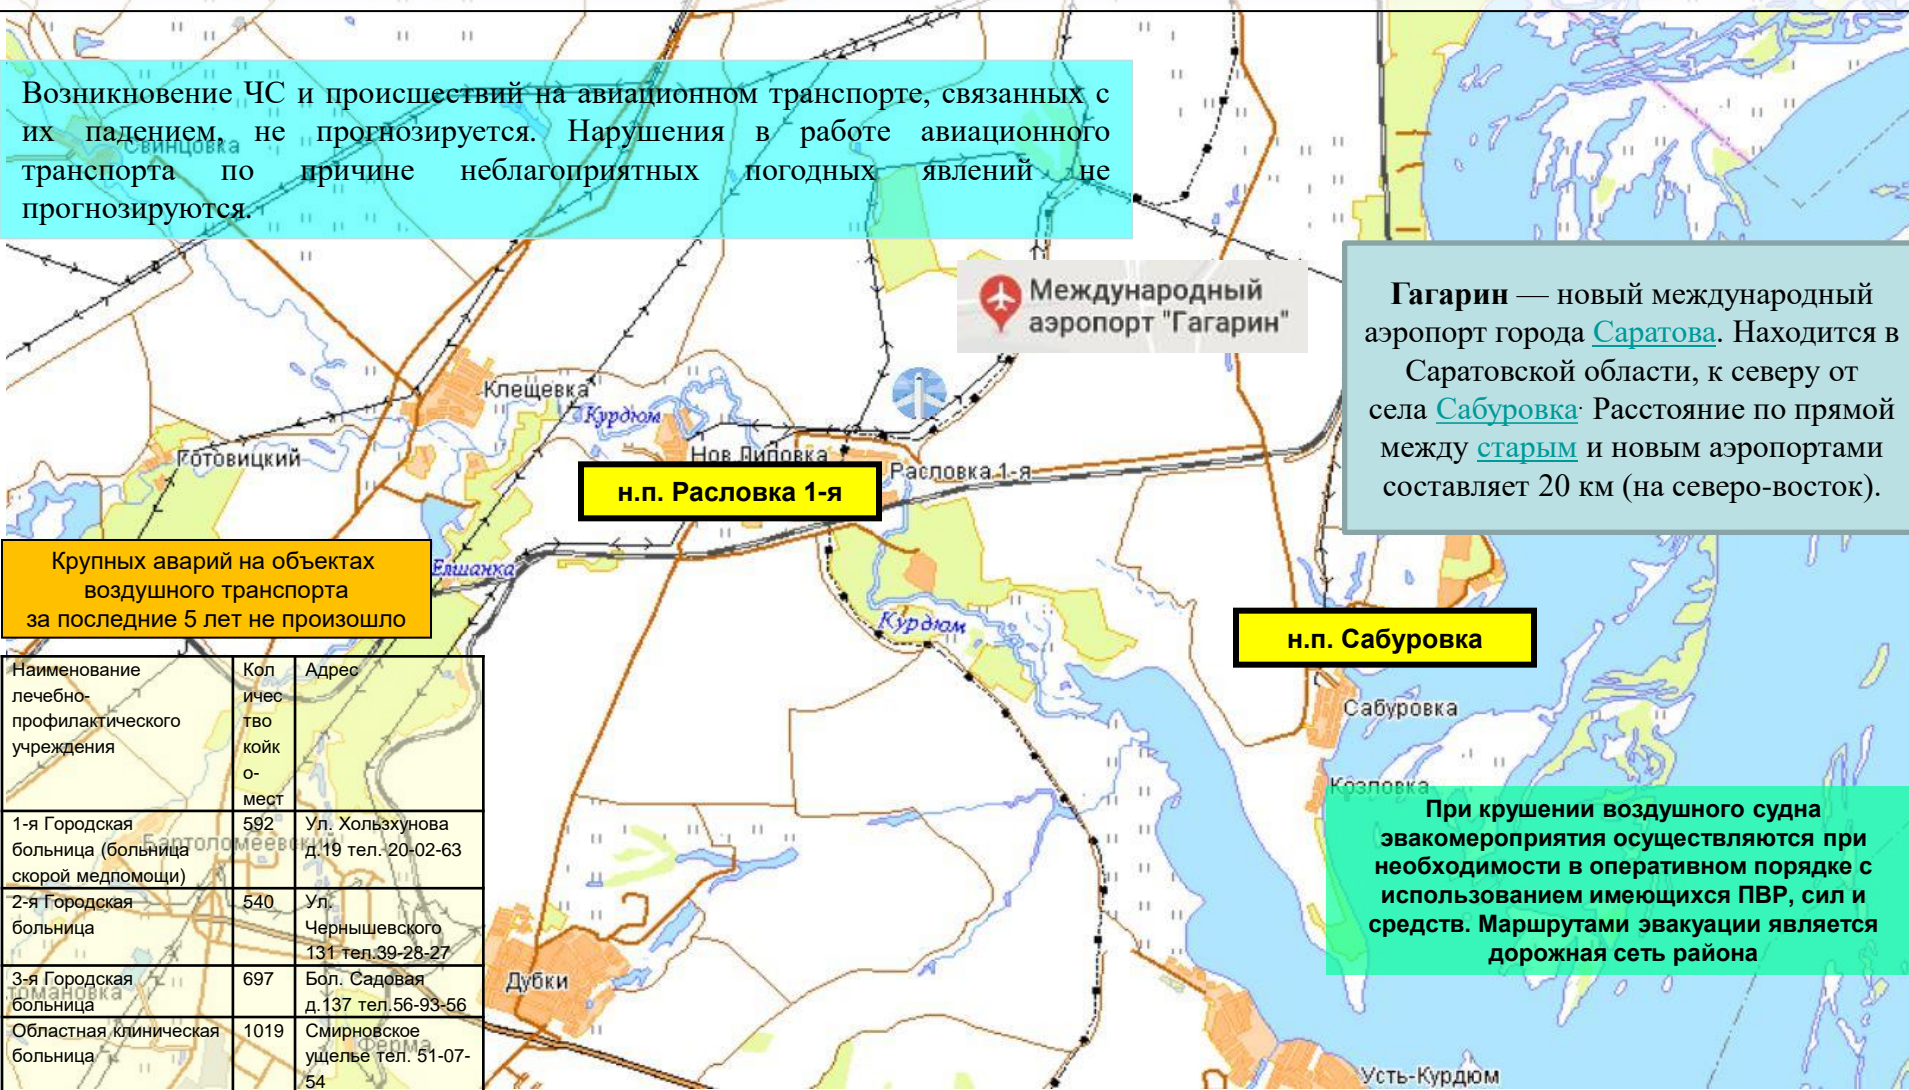 Возникновение ЧС и происшествий на авиационном транспорте, связанных с
их падением, не прогнозируется. Нарушения в работе авиационного
транспорта по причине неблагоприятных погодных явлений не
прогнозируются.
Свинцовка
Международный
аэропорт "Гагарин"
Гагарин — новый международный
аэропорт города Саратова. Находится в
Саратовской области, к северу от
села Сабуровка. Расстояние по прямой
между старым и новым аэропортами
составляет 20 км (на северо-восток).
Клещевка
Курдюм
Готовицкий
Нов.Липовка
Расловка 1-я
н.п. Расловка 1-я
Елшанка
Крупных аварий на объектах
воздушного транспорта
за последние 5 лет не произошло
Курдюм
н.п. Сабуровка
Сабуровка
Козловка
При крушении воздушного судна
эвакомероприятия осуществляются при
необходимости в оперативном порядке с
использованием имеющихся ПВР, сил и
средств. Маршрутами эвакуации является
дорожная сеть района
Наименование
лечебно-
профилактического
учреждения
Кол
ичес
тво
койк
о-
мест
Адрес
1-я Городская
больница (больница
скорой медпомощи)
592
Ул. Хользхунова
д.19 тел. 20-02-63
2-я Городская
больница
540
Ул.
Чернышевского
131 тел.39-28-27
3-я Городская
больница
697
Бол. Садовая
д.137 тел.56-93-56
Областная клиническая
больница
1019
Смирновское
ущелье тел. 51-07-
54
Бартоломеевский
Ферма
Дубки
Усть-Курдюм